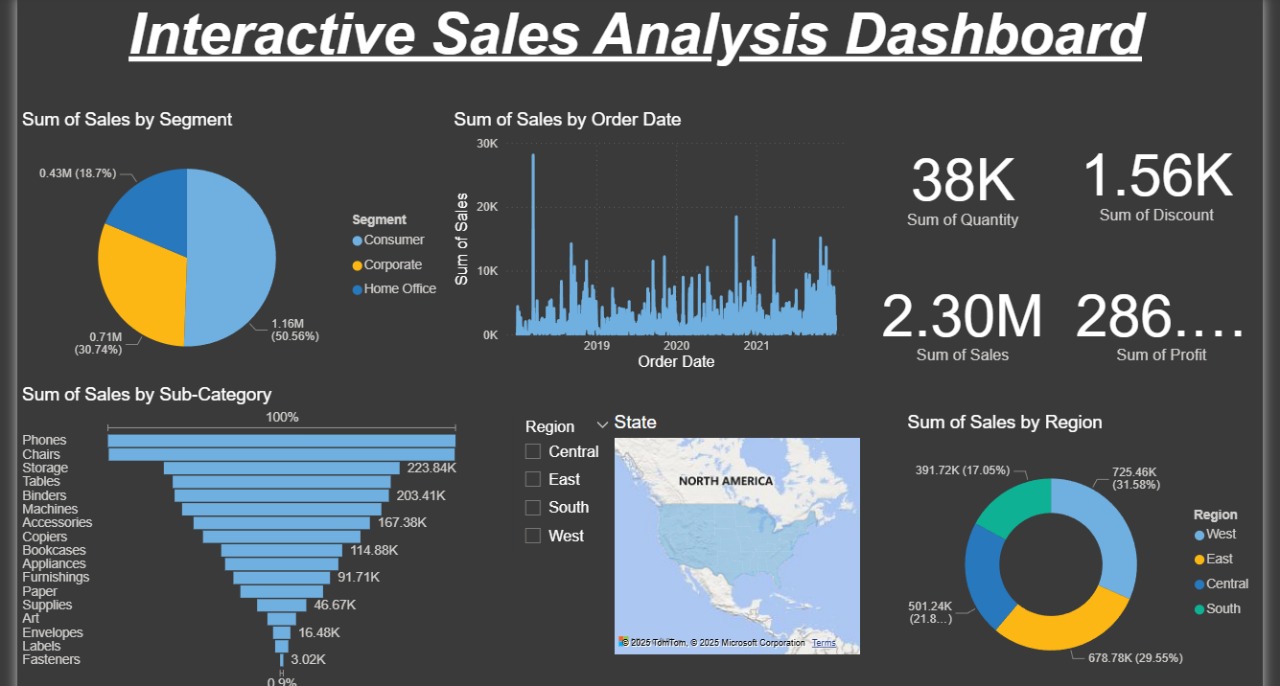 Interactive Sales Analysis Dashboard
Sum of Sales by Segment
0.43M (18.7%)
0.71M
(30.74%)
1.16M
(50.56%)
Segment
Consumer
Corporate
Home Office
Sum of Sales by Order Date
Sum of Sales
30K
20K
10K
0K
2019
2020
2021
Order Date
38K
Sum of Quantity
1.56K
Sum of Discount
2.30M
Sum of Sales
286....
Sum of Profit
Sum of Sales by Sub-Category
100%
Phones
Chairs
Storage
223.84K
Tables
Binders
203.41K
Machines
Accessories
167.38K
Copiers
Bookcases
114.88K
Appliances
Furnishings
91.71K
Paper
Supplies
46.67K
Art
Envelopes
16.48K
Labels
Fasteners
3.02K
0.9%
Region
Central
East
South
West
State
NORTH AMERICA
© 2025 TomTom, © 2025 Microsoft Corporation Terms
Sum of Sales by Region
391.72K (17.05%)
725.46K
(31.58%)
501.24K
(21.8...)
678.78K (29.55%)
Region
West
East
Central
South